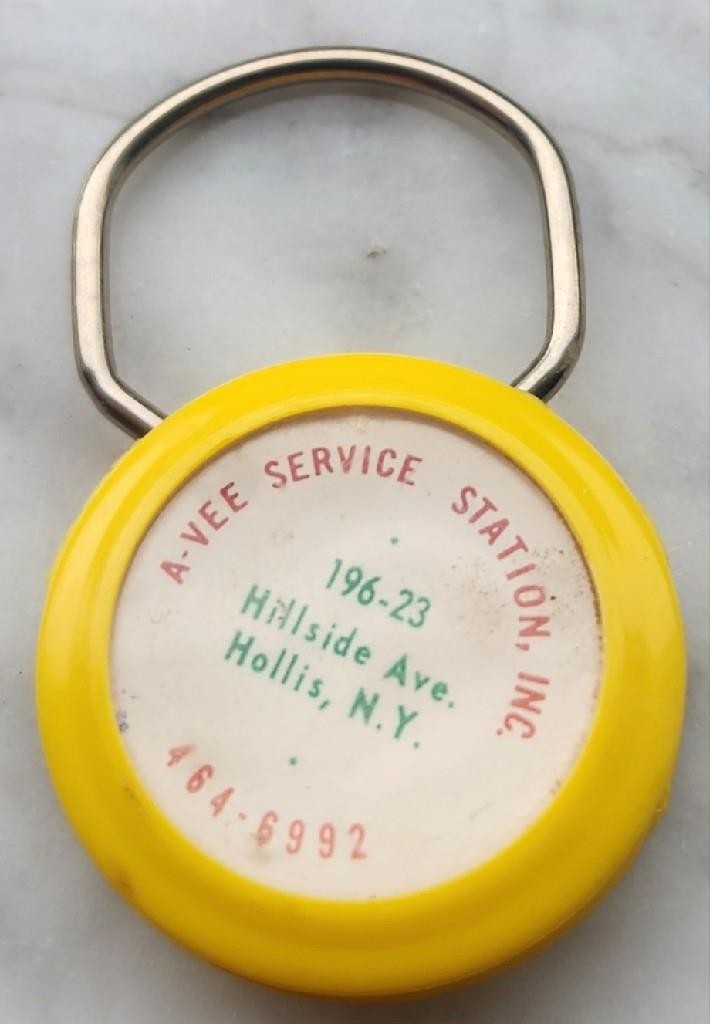 A-VEE SERVICE STATION, INC.
196-23
Hillside Ave.
Hollis, N.Y.
464-6992